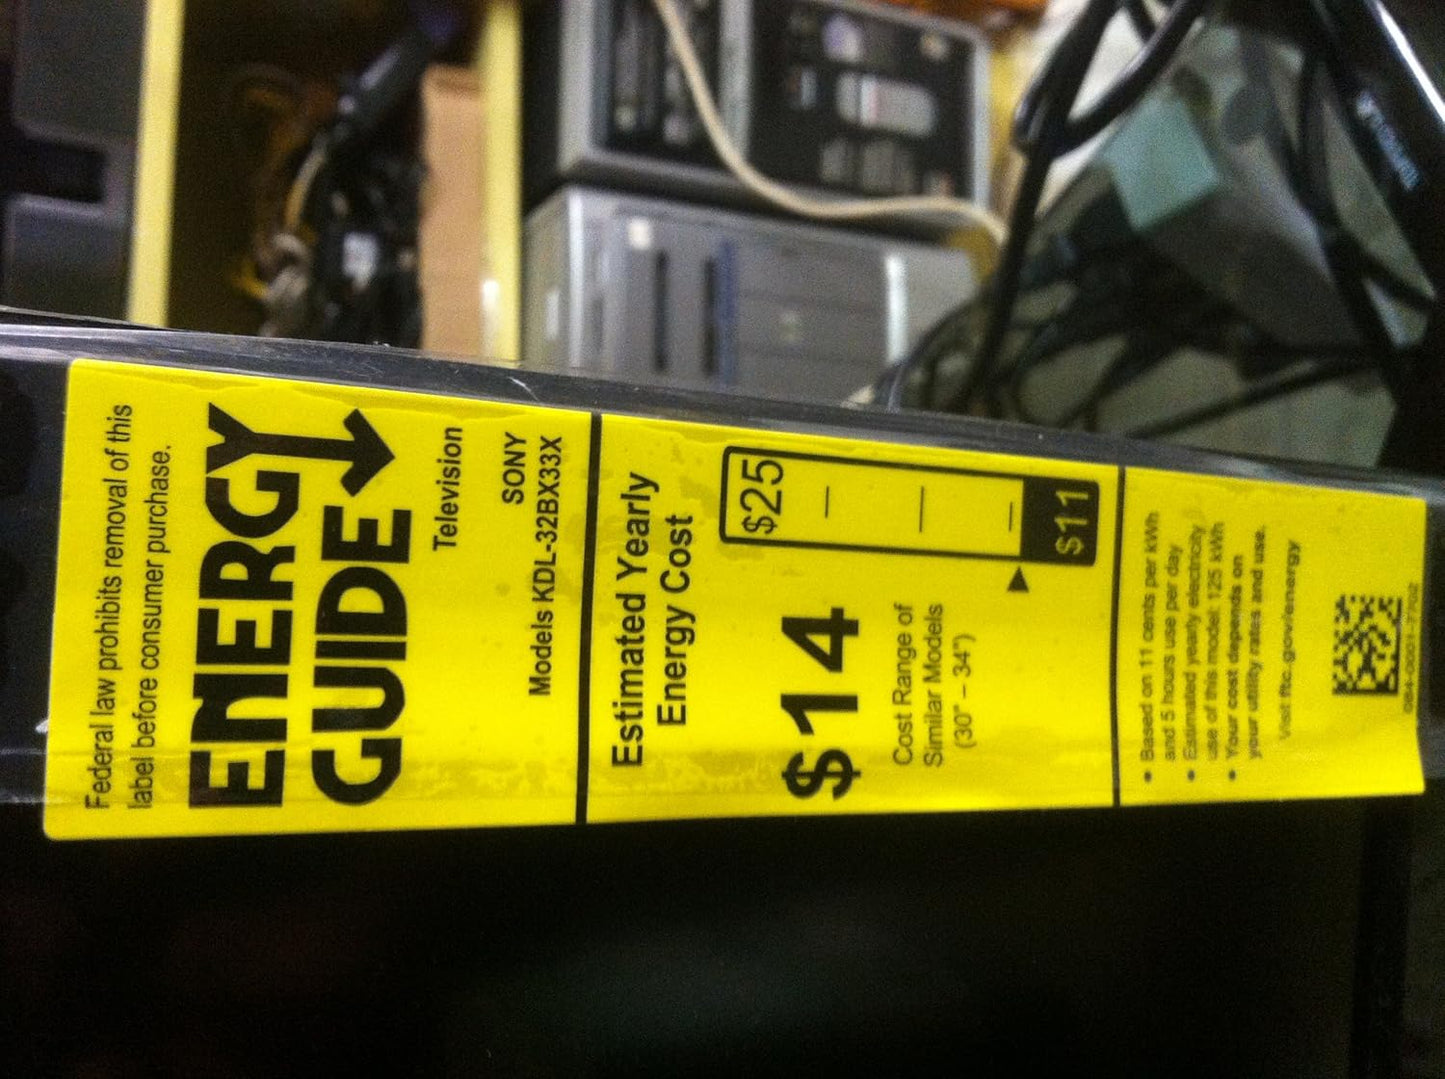 Federal law prohibits removal of this
label before consumer purchase.
ENERGY
GUIDE
Television
SONY
Models KDL-32BX33X
Estimated Yearly
Energy Cost
$14
$25
$11
Cost Range of
Similar Models
(30" – 34")
• Based on 11 cents per kWh
and 5 hours use per day
• Estimated yearly electricity
use of this model: 125 kWh
• Your cost depends on
your utility rates and use.
Visit ftc.gov/energy